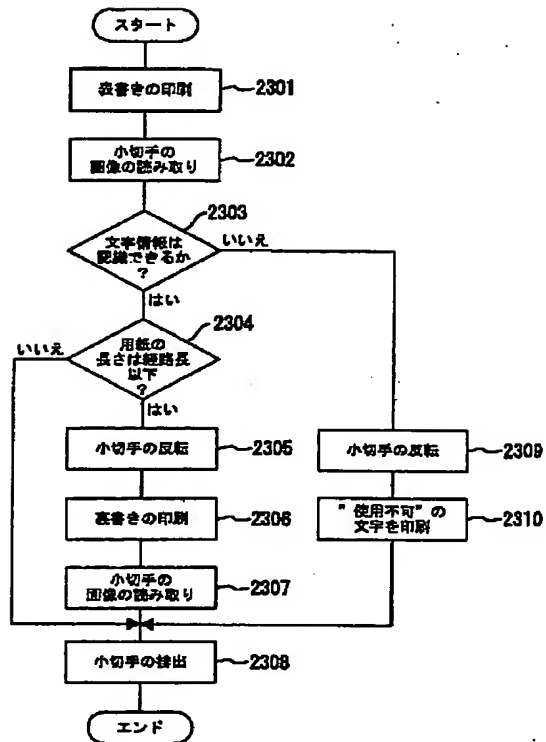 スタート
表書きの印刷
2301
小切手の
画像の読み取り
2302
2303
文字情報は
認識できるか
?
いいえ
はい
2304
用紙の
長さは経路長
以下
?
いいえ
はい
小切手の反転
2305
小切手の反転
2309
裏書きの印刷
2306
"使用不可"の
文字を印刷
2310
小切手の
画像の読み取り
2307
小切手の排出
2308
エンド